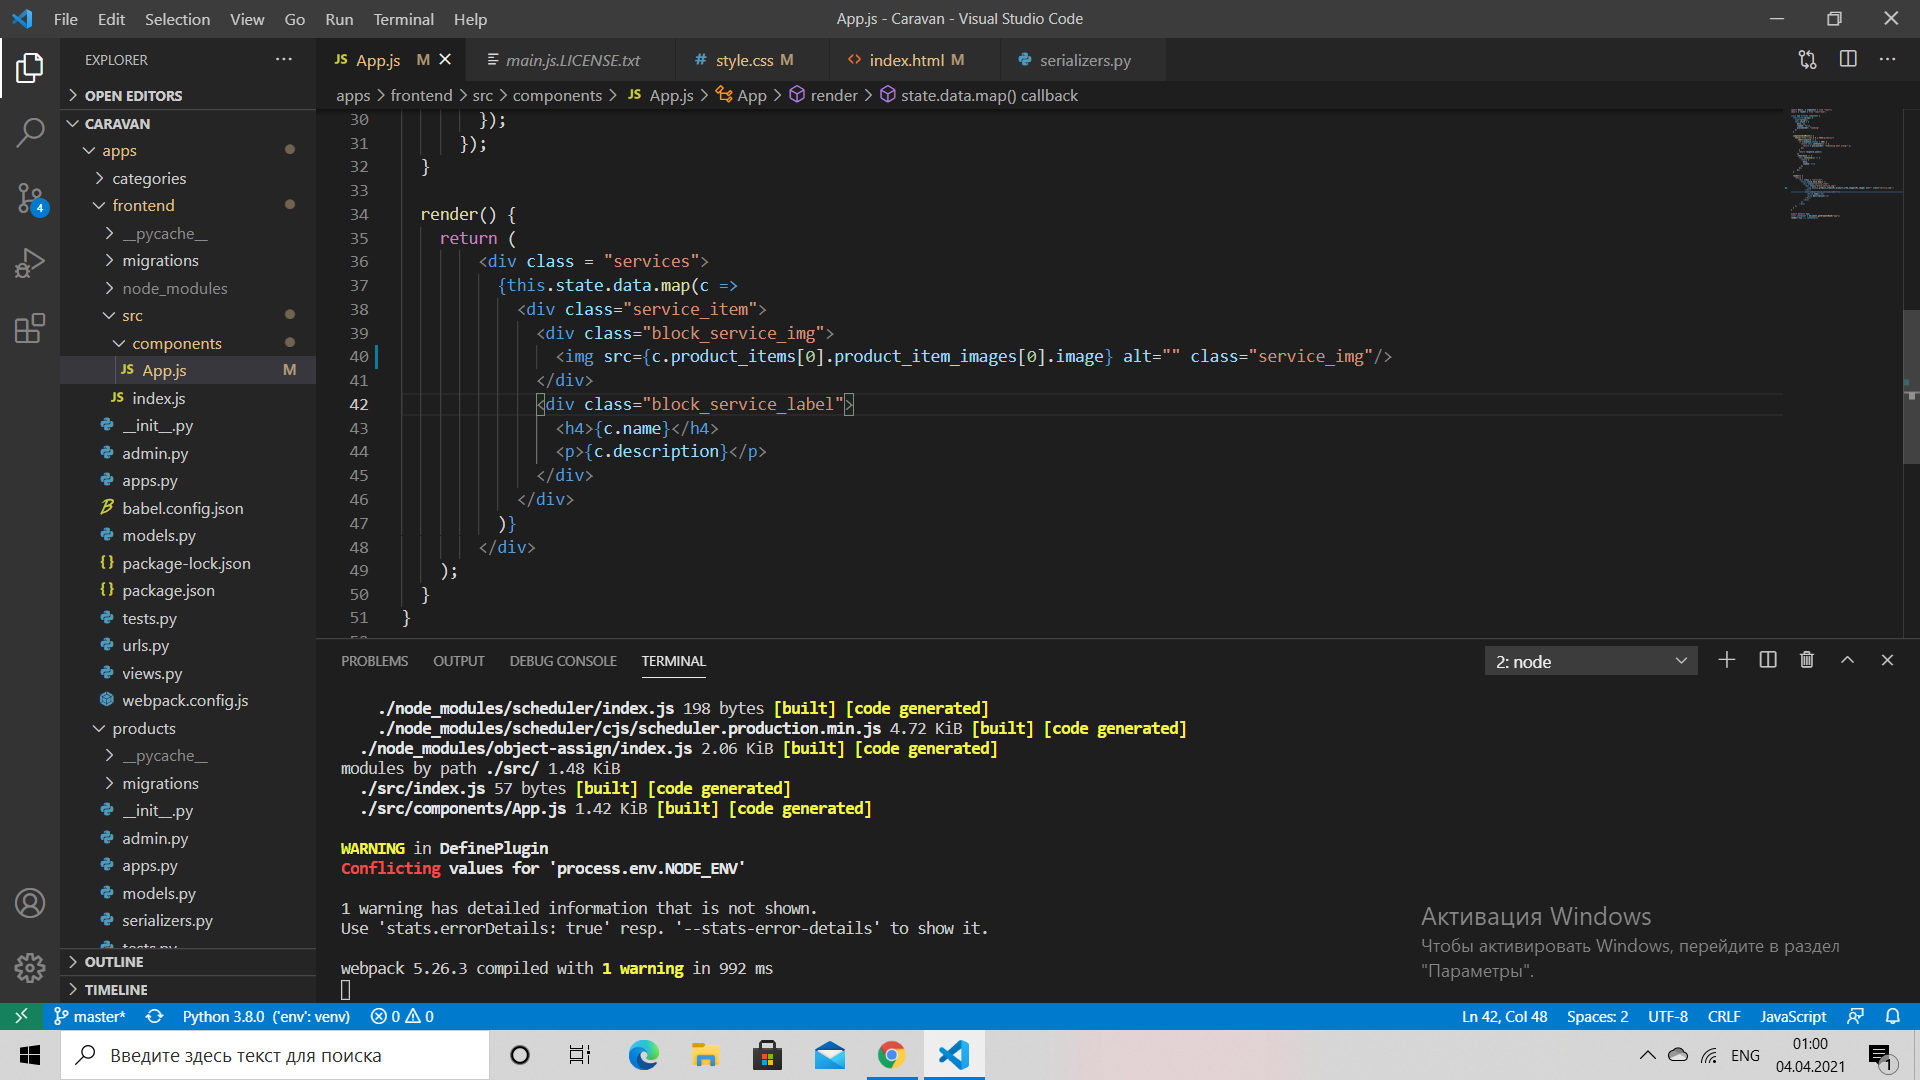 File Edit Selection View Go Run Terminal Help
App.js - Caravan - Visual Studio Code
EXPLORER
OPEN EDITORS
CARAVAN
apps
categories
frontend
__pycache__
migrations
node_modules
src
components
JS App.js M
JS index.js
__init__.py
admin.py
apps.py
babel.config.json
models.py
{} package-lock.json
{} package.json
tests.py
urls.py
views.py
webpack.config.js
products
__pycache__
migrations
__init__.py
admin.py
apps.py
models.py
serializers.py
tests.py
OUTLINE
TIMELINE
4
JS App.js M
main.js.LICENSE.txt
# style.css M
<> index.html M
serializers.py
apps > frontend > src > components > JS App.js > App > render > state.data.map() callback
30 });
31 });
32 }
33
34 render() {
35 return (
36 <div class = "services">
37 {this.state.data.map(c =>
38 <div class="service_item">
39 <div class="block_service_img">
40 <img src={c.product_items[0].product_item_images[0].image} alt="" class="service_img"/>
41 </div>
42 <div class="block_service_label">
43 <h4>{c.name}</h4>
44 <p>{c.description}</p>
45 </div>
46 </div>
47 )}
48 </div>
49 );
50 }
51 }
PROBLEMS OUTPUT DEBUG CONSOLE TERMINAL
2: node
./node_modules/scheduler/index.js 198 bytes [built] [code generated]
./node_modules/scheduler/cjs/scheduler.production.min.js 4.72 KiB [built] [code generated]
./node_modules/object-assign/index.js 2.06 KiB [built] [code generated]
modules by path ./src/ 1.48 KiB
./src/index.js 57 bytes [built] [code generated]
./src/components/App.js 1.42 KiB [built] [code generated]
WARNING in DefinePlugin
Conflicting values for 'process.env.NODE_ENV'
1 warning has detailed information that is not shown.
Use 'stats.errorDetails: true' resp. '--stats-error-details' to show it.
webpack 5.26.3 compiled with 1 warning in 992 ms
Активация Windows
Чтобы активировать Windows, перейдите в раздел
"Параметры".
master* Python 3.8.0 ('env': venv) 0 0
Ln 42, Col 48 Spaces: 2 UTF-8 CRLF JavaScript
Введите здесь текст для поиска
ENG
01:00
04.04.2021
1